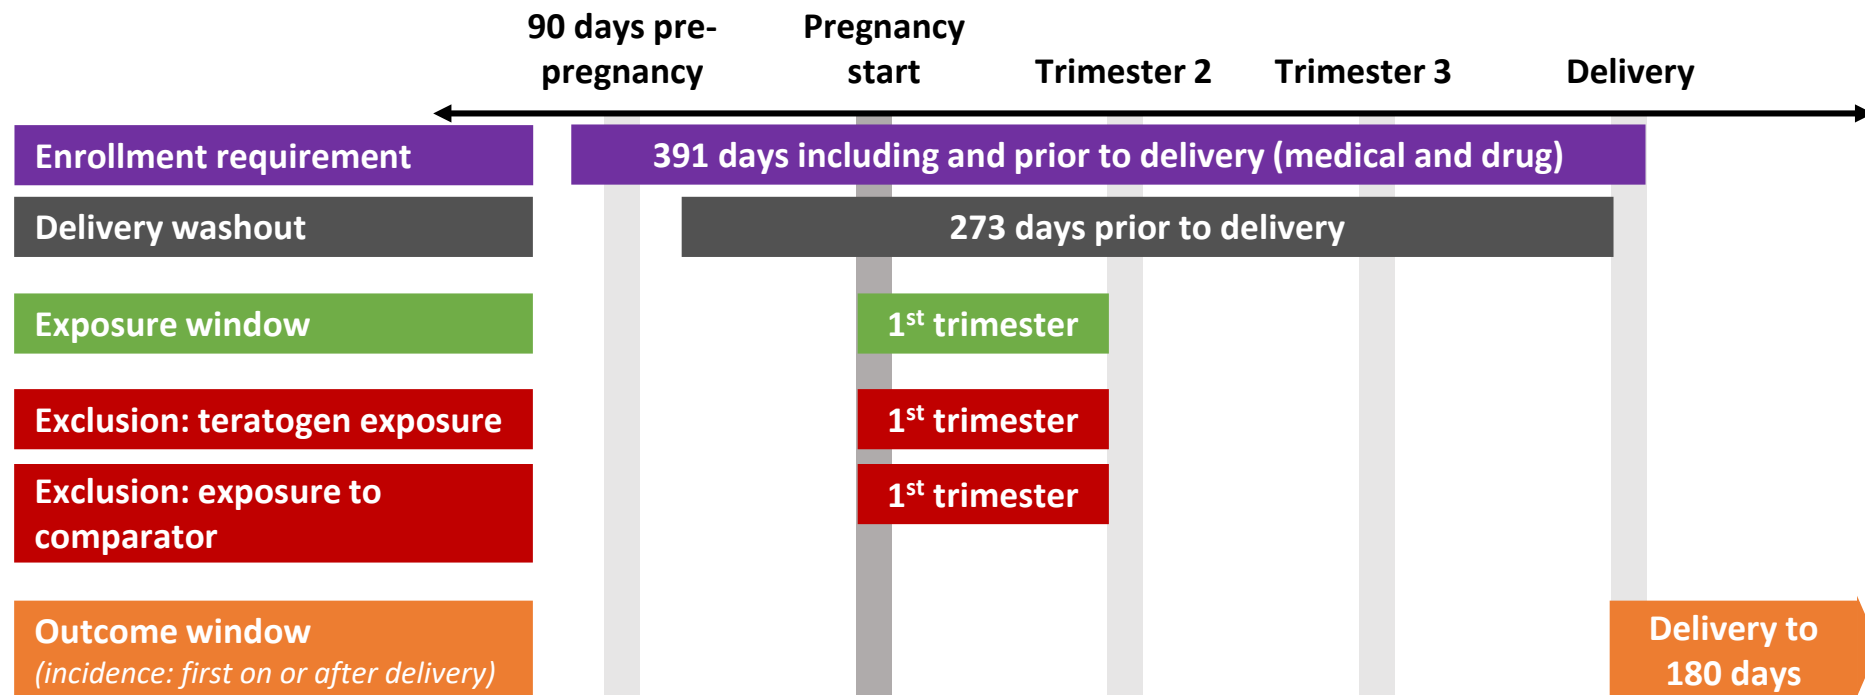 90 days pre-
pregnancy
Pregnancy
start
Trimester 2
Trimester 3
Delivery
Enrollment requirement
391 days including and prior to delivery (medical and drug)
Delivery washout
273 days prior to delivery
Exposure window
1st trimester
Exclusion: teratogen exposure
1st trimester
Exclusion: exposure to
comparator
1st trimester
Outcome window
(incidence: first on or after delivery)
Delivery to
180 days